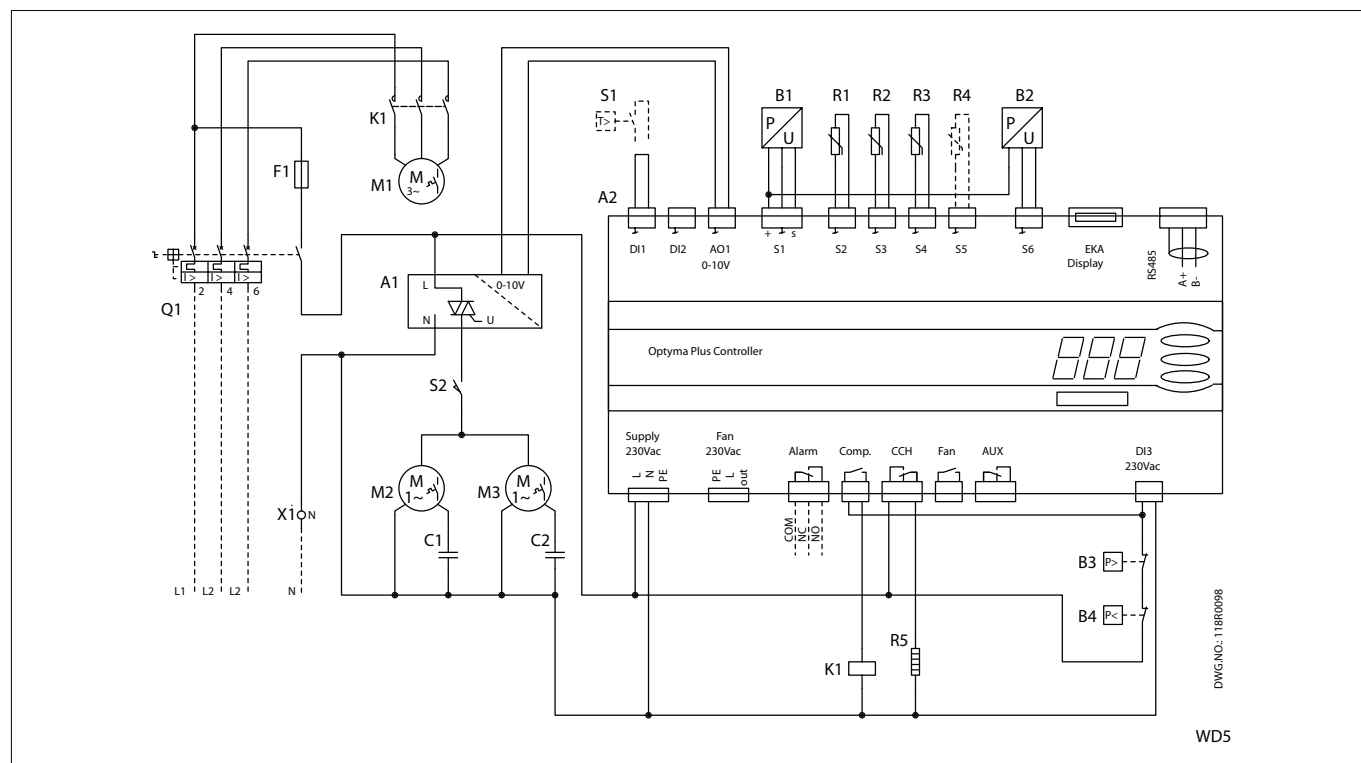 K1
F1
M1
M
3~
Q1
I>
I>
I>
2
4
6
A1
L
0-10V
N
U
S2
M2
M
1~
M3
M
1~
C1
C2
X1
N
L1
L2
L2
N
S1
T>
B1
P
U
R1
R2
R3
R4
B2
P
U
A2
DI1
DI2
AO1
0-10V
+
s
S1
S2
S3
S4
S5
S6
EKA
Display
RS485
A+
B-
Optyma Plus Controller
Supply
230Vac
L
N
PE
Fan
230Vac
PE
L
out
Alarm
Comp.
CCH
Fan
AUX
DI3
230Vac
COM
NC
NO
B3
P>
B4
P<
K1
R5
DWG.NO.: 118R0098
WD5